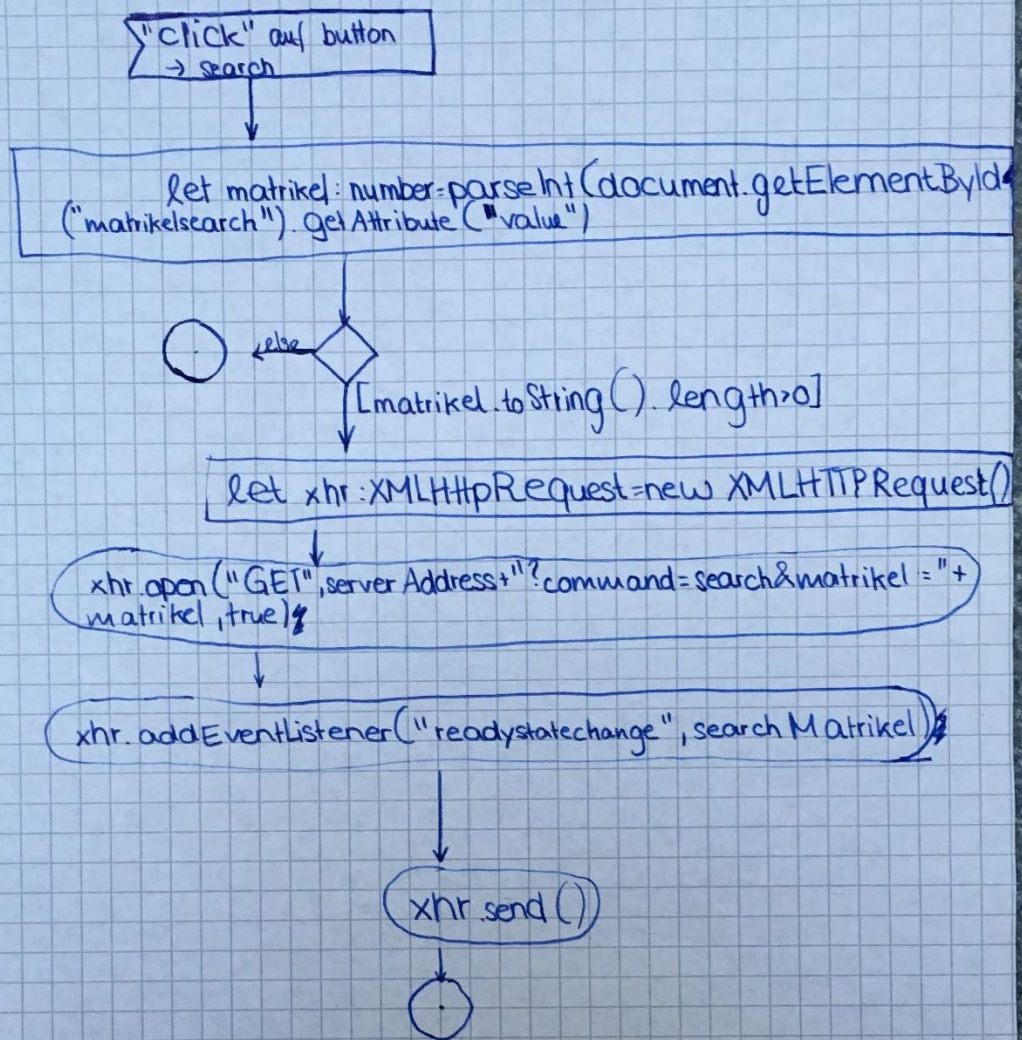 "click" auf button
→ search
let matrikel: number=parseInt(document.getElementById
("matrikelsearch").getAttribute("value")
else
[matrikel.toString().length>0]
let xhr:XMLHttpRequest=new XMLHTTPRequest()
xhr.open("GET",serverAddress+"?command=search&matrikel="+
matrikel,true)
xhr.addEventListener("readystatechange",searchMatrikel)
xhr.send()